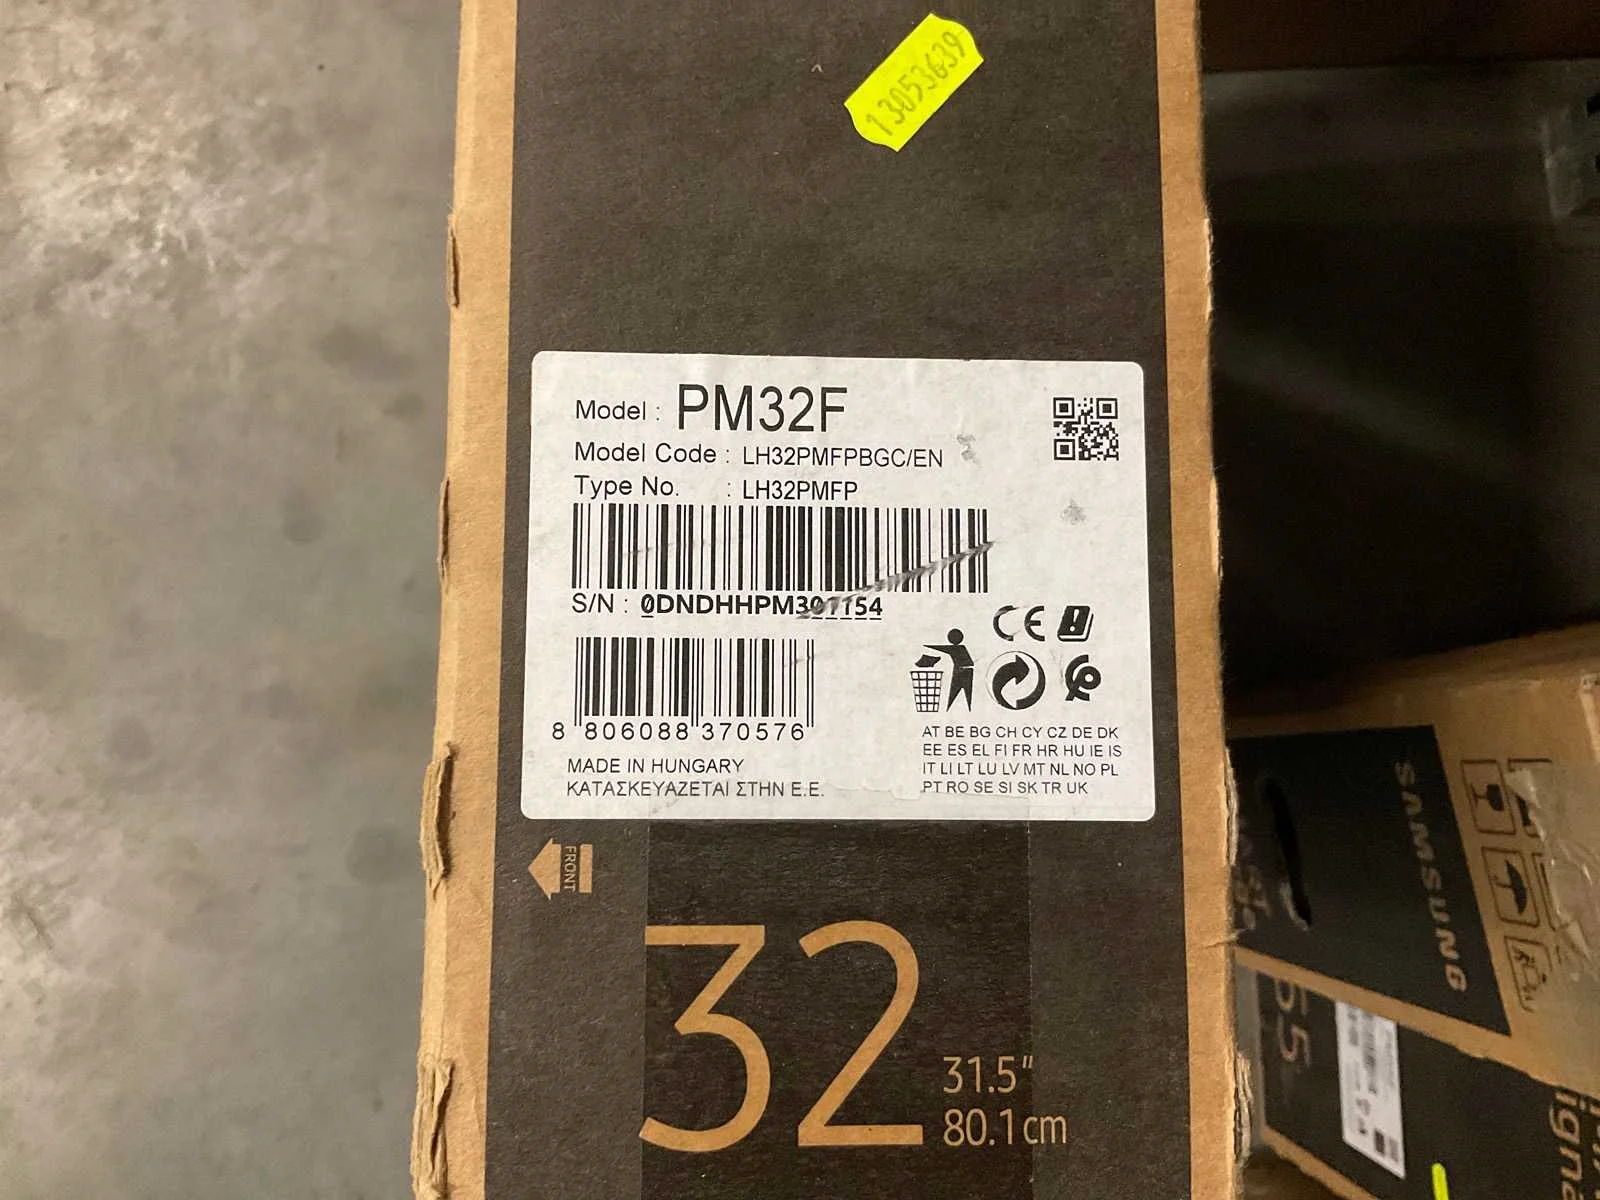 13053639
Model : PM32F
Model Code : LH32PMFPBGC/EN
Type No. : LH32PMFP
S/N : 0DNDHHPM301154
8 806088 370576
MADE IN HUNGARY
ΚΑΤΑΣΚΕΥΑΖΕΤΑΙ ΣΤΗΝ Ε.Ε.
CE
AT BE BG CH CY CZ DE DK
EE ES EL FI FR HR HU IE IS
IT LI LT LU LV MT NL NO PL
PT RO SE SI SK TR UK
FRONT
32
31.5"
80.1cm
SAMSUNG
55